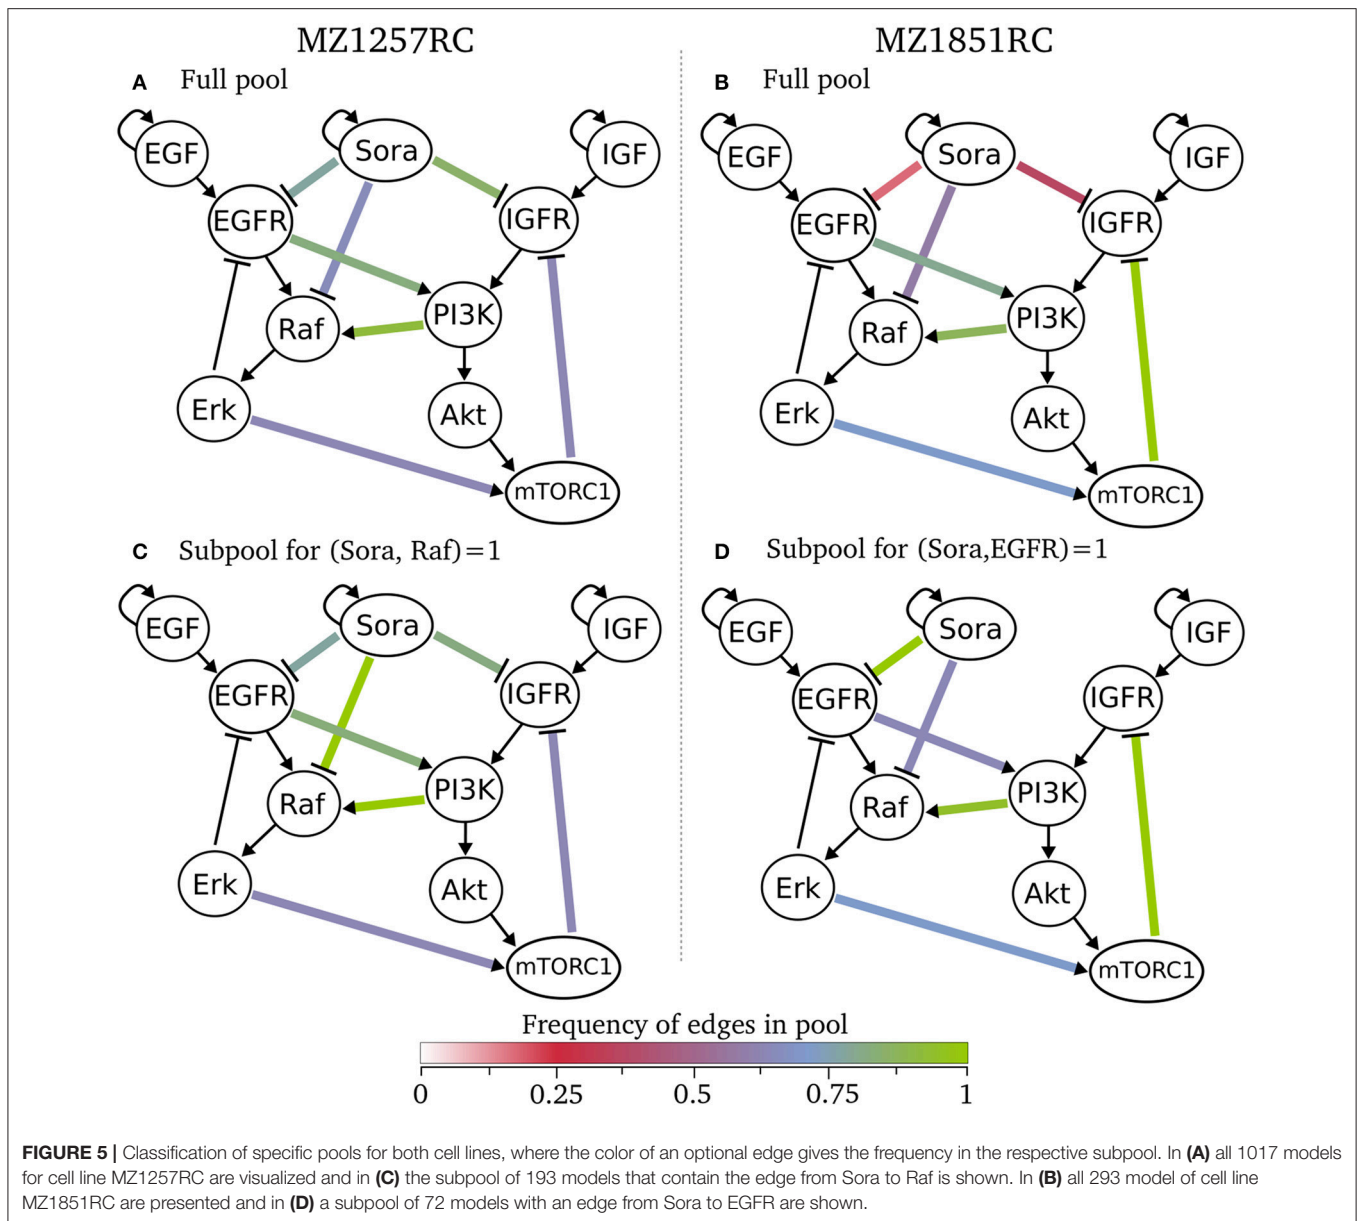 MZ1257RC
MZ1851RC
A Full pool
EGF
Sora
IGF
EGFR
IGFR
Raf
PI3K
Erk
Akt
mTORC1
B Full pool
EGF
Sora
IGF
EGFR
IGFR
Raf
PI3K
Erk
Akt
mTORC1
C Subpool for (Sora, Raf)=1
EGF
Sora
IGF
EGFR
IGFR
Raf
PI3K
Erk
Akt
mTORC1
D Subpool for (Sora,EGFR)=1
EGF
Sora
IGF
EGFR
IGFR
Raf
PI3K
Erk
Akt
mTORC1
Frequency of edges in pool
0 0.25 0.5 0.75 1
FIGURE 5 | Classification of specific pools for both cell lines, where the color of an optional edge gives the frequency in the respective subpool. In (A) all 1017 models
for cell line MZ1257RC are visualized and in (C) the subpool of 193 models that contain the edge from Sora to Raf is shown. In (B) all 293 model of cell line
MZ1851RC are presented and in (D) a subpool of 72 models with an edge from Sora to EGFR are shown.